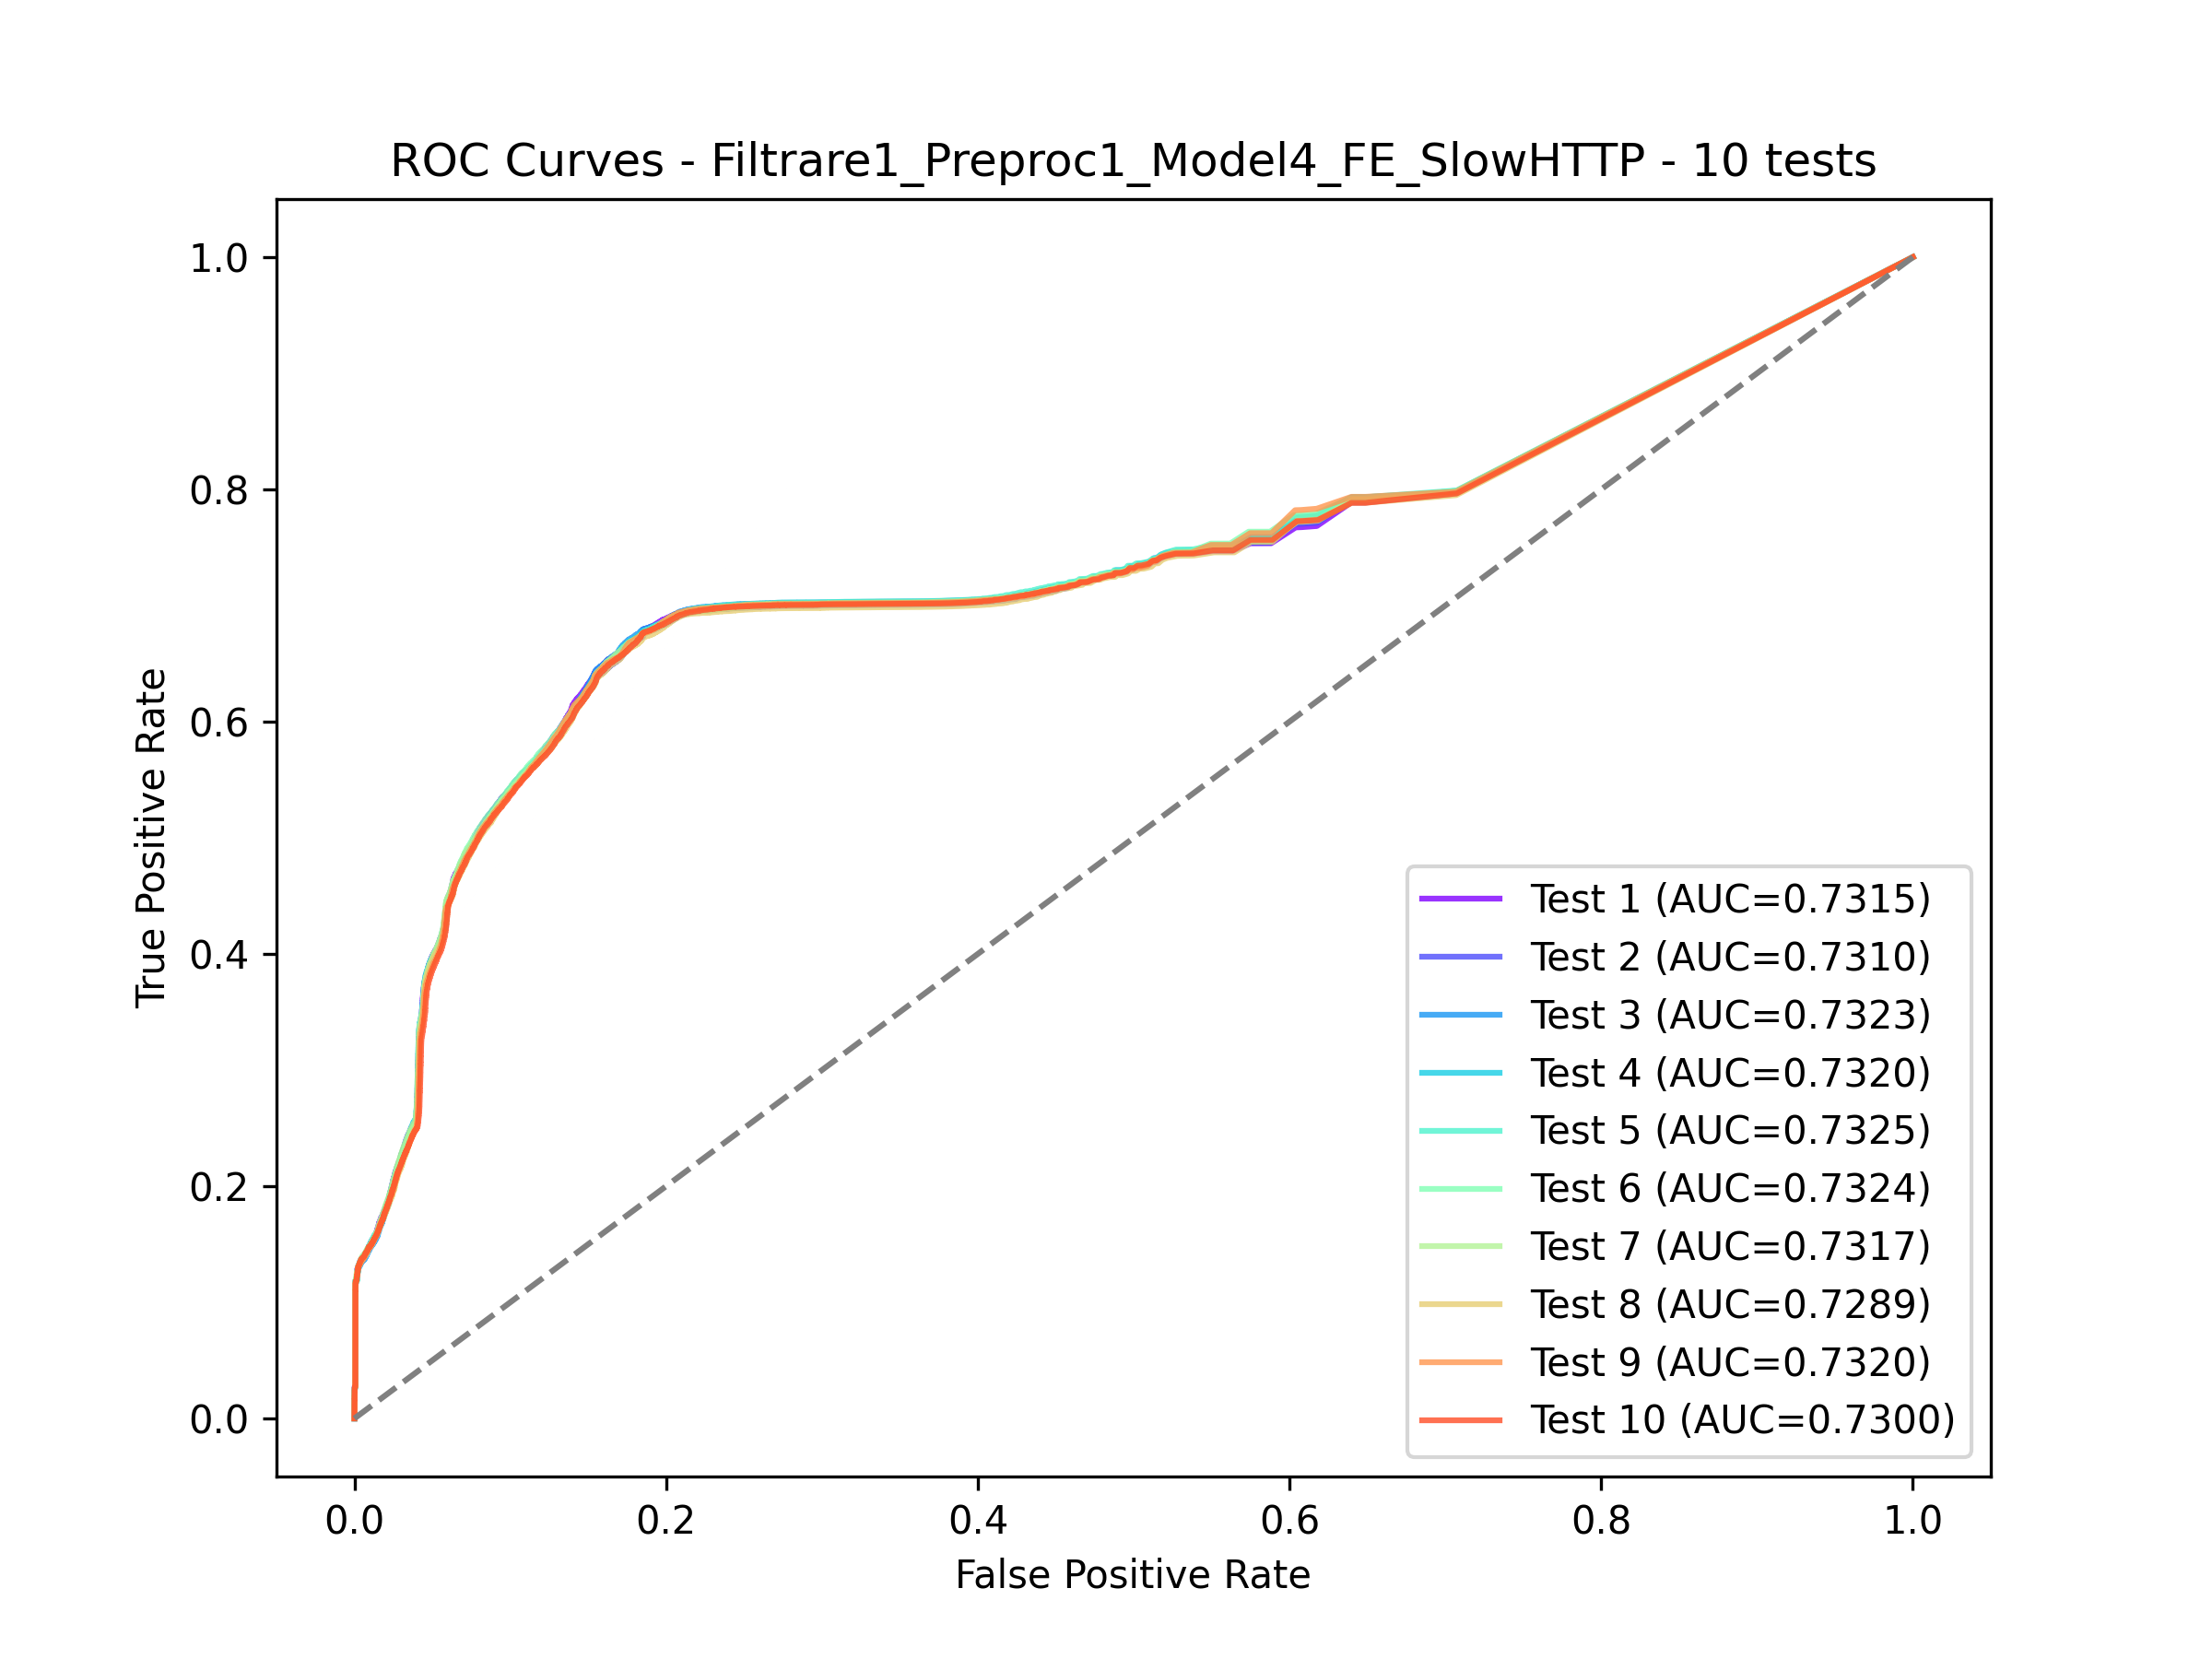 ROC Curves - Filtrare1_Preproc1_Model4_FE_SlowHTTP - 10 tests
True Positive Rate
1.0
0.8
0.6
0.4
0.2
0.0
Test 1 (AUC=0.7315)
Test 2 (AUC=0.7310)
Test 3 (AUC=0.7323)
Test 4 (AUC=0.7320)
Test 5 (AUC=0.7325)
Test 6 (AUC=0.7324)
Test 7 (AUC=0.7317)
Test 8 (AUC=0.7289)
Test 9 (AUC=0.7320)
Test 10 (AUC=0.7300)
0.0 0.2 0.4 0.6 0.8 1.0
False Positive Rate